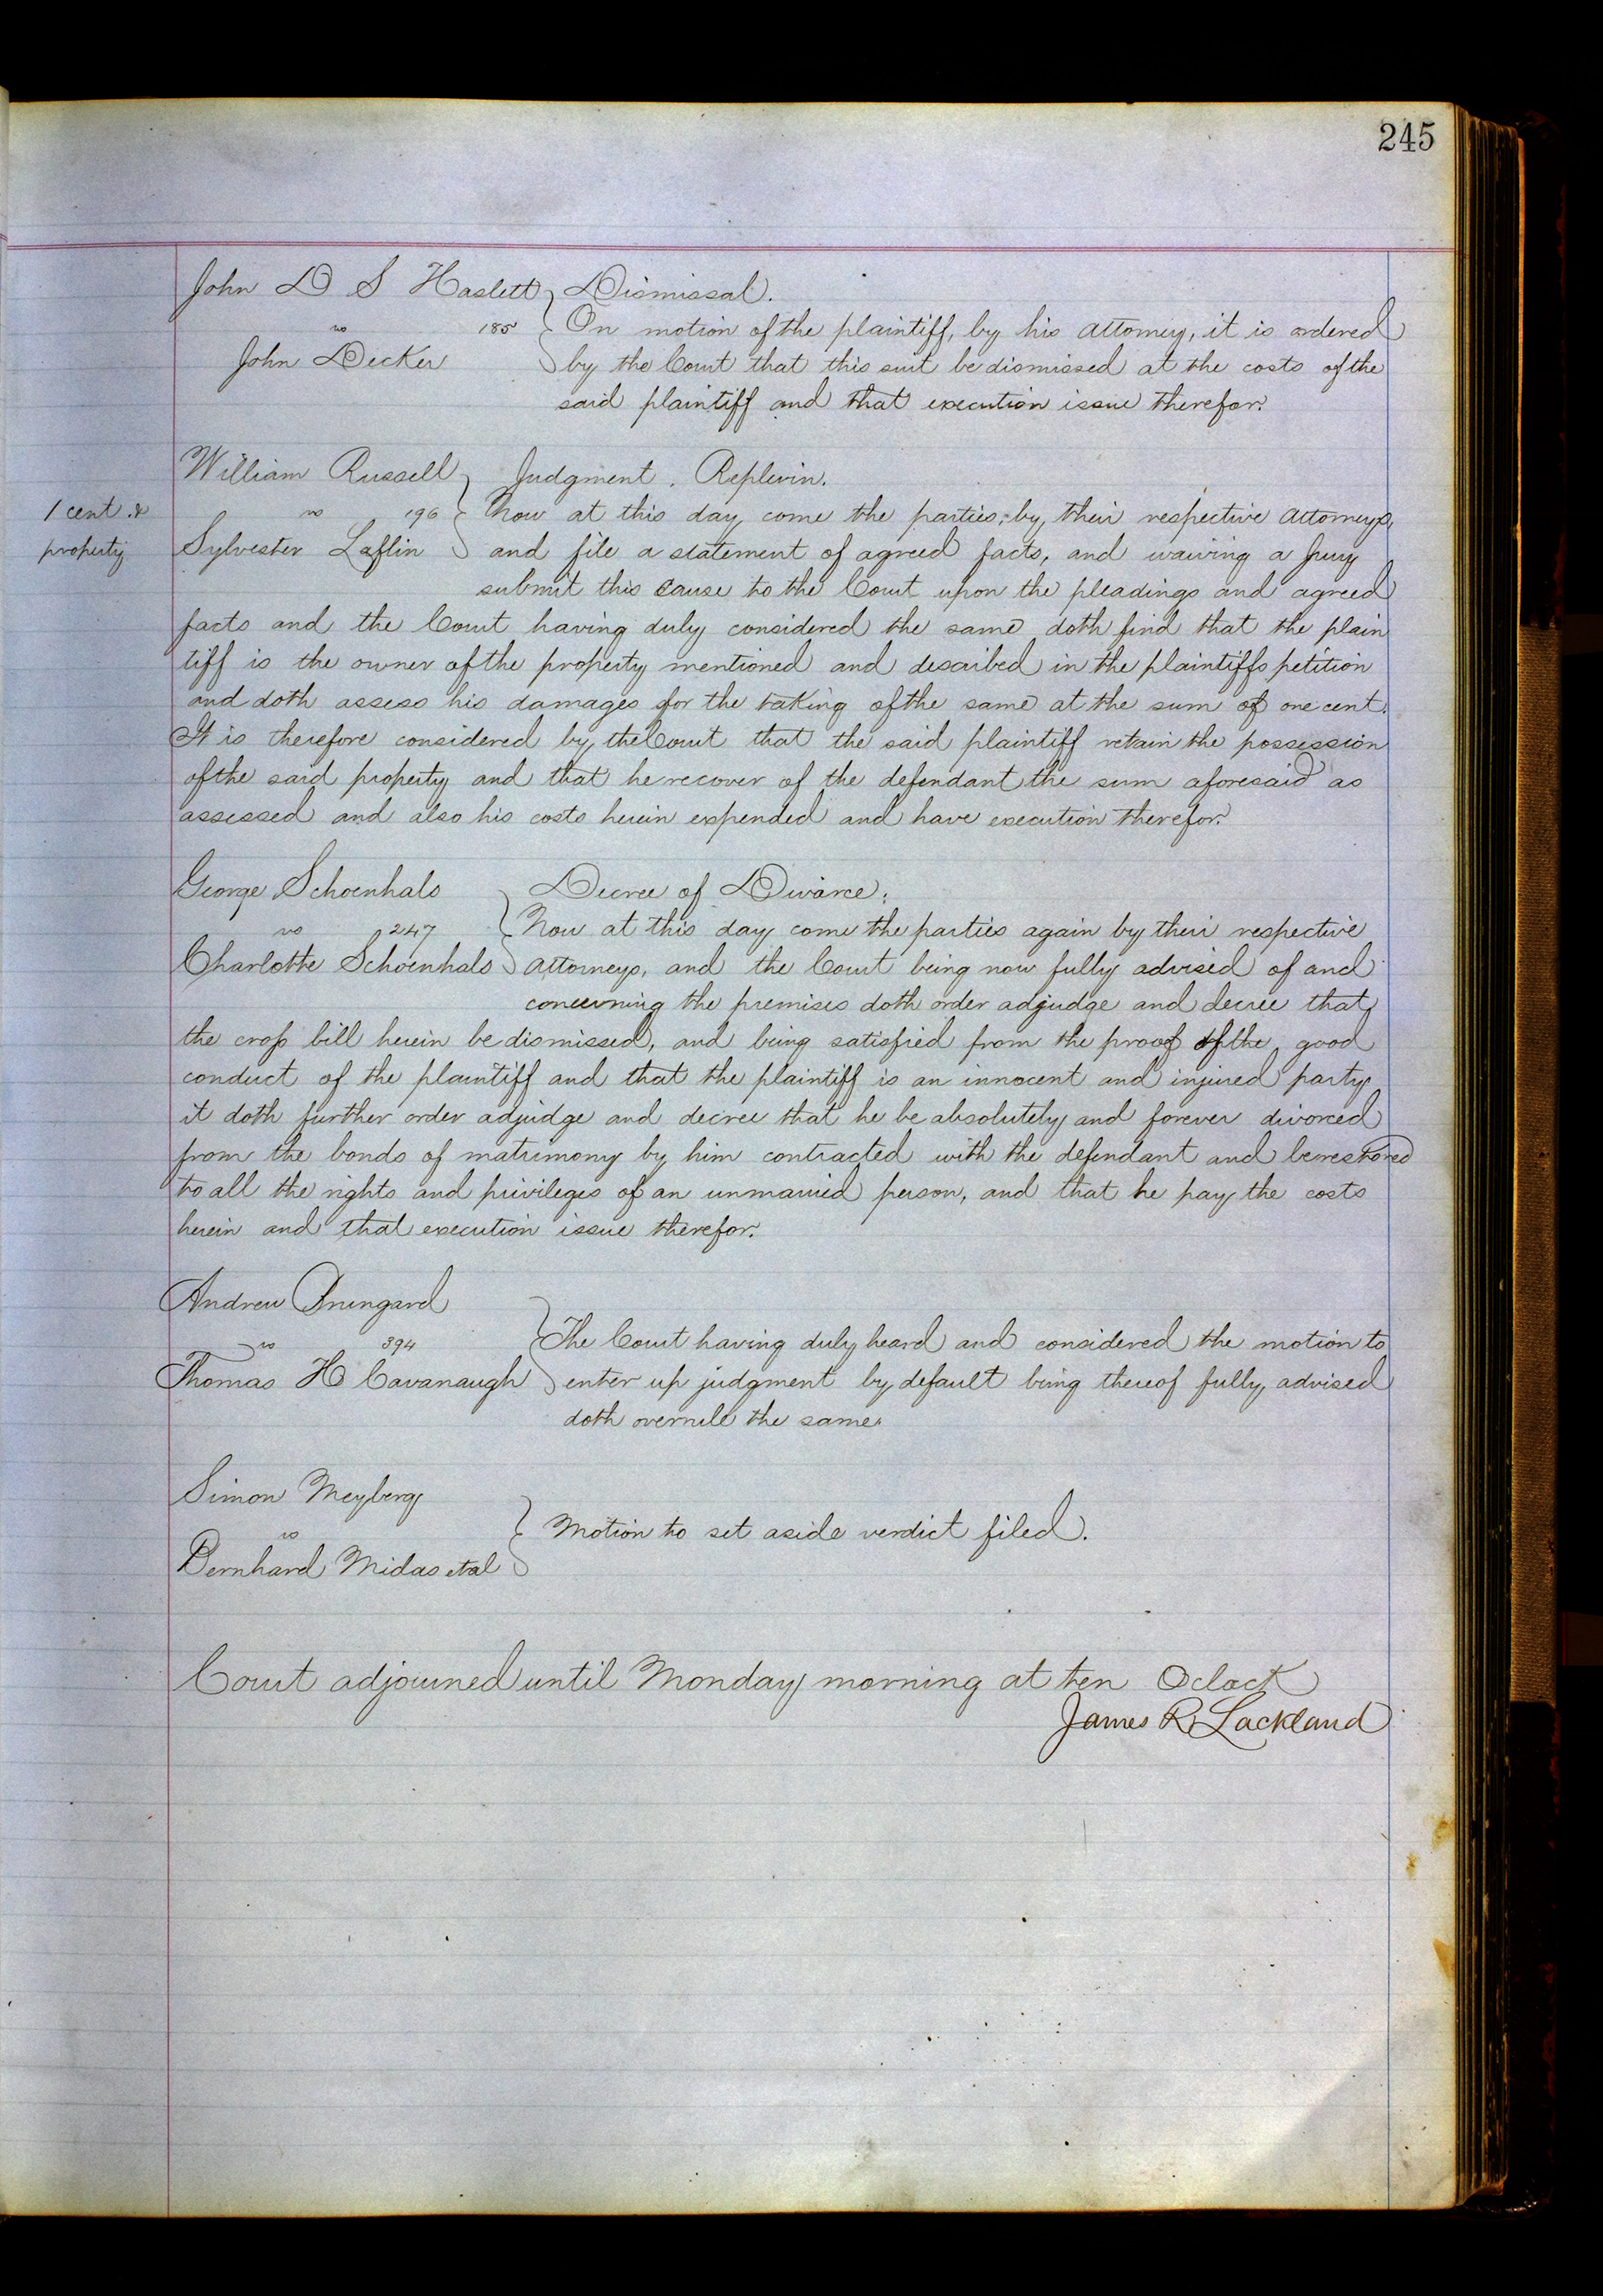 245
John D S Haslett } Dismissal.
vs 185 On motion of the plaintiff, by his attorney, it is ordered
John Decker by the Court that this suit be dismissed at the costs of the
said plaintiff and that execution issue therefor.
William Russell } Judgment. Replevin.
1 cent & vs 196 Now at this day come the parties, by their respective attorneys,
property Sylvester Laflin and file a statement of agreed facts, and waiving a jury
submit this cause to the Court upon the pleadings and agreed
facts and the Court having duly considered the same doth find that the plain
tiff is the owner of the property mentioned and described in the plaintiffs petition
and doth assess his damages for the taking of the same at the sum of one cent.
It is therefore considered by the Court that the said plaintiff retain the possession
of the said property and that he recover of the defendant the sum aforesaid as
assessed and also his costs herein expended and have execution therefor.
George Schoenhals } Decree of Divorce.
vs 247 Now at this day come the parties again by their respective
Charlotte Schoenhals attorneys, and the Court being now fully advised of and
concerning the premises doth order adjudge and decree that
the cross bill herein be dismissed, and being satisfied from the proof of the good
conduct of the plaintiff and that the plaintiff is an innocent and injured party
it doth further order adjudge and decree that he be absolutely and forever divorced
from the bonds of matrimony by him contracted with the defendant and be restored
to all the rights and privileges of an unmarried person, and that he pay the costs
herein and that execution issue therefor.
Andrew
vs 394 } The Court having duly heard and considered the motion to
Thomas H Cavanaugh enter up judgment by default being thereof fully advised
doth overrule the same.
Simon Meyberg
vs } Motion to set aside verdict filed.
Bernhard Midas et al
Court adjourned until Monday morning at ten Oclock
James R Lackland